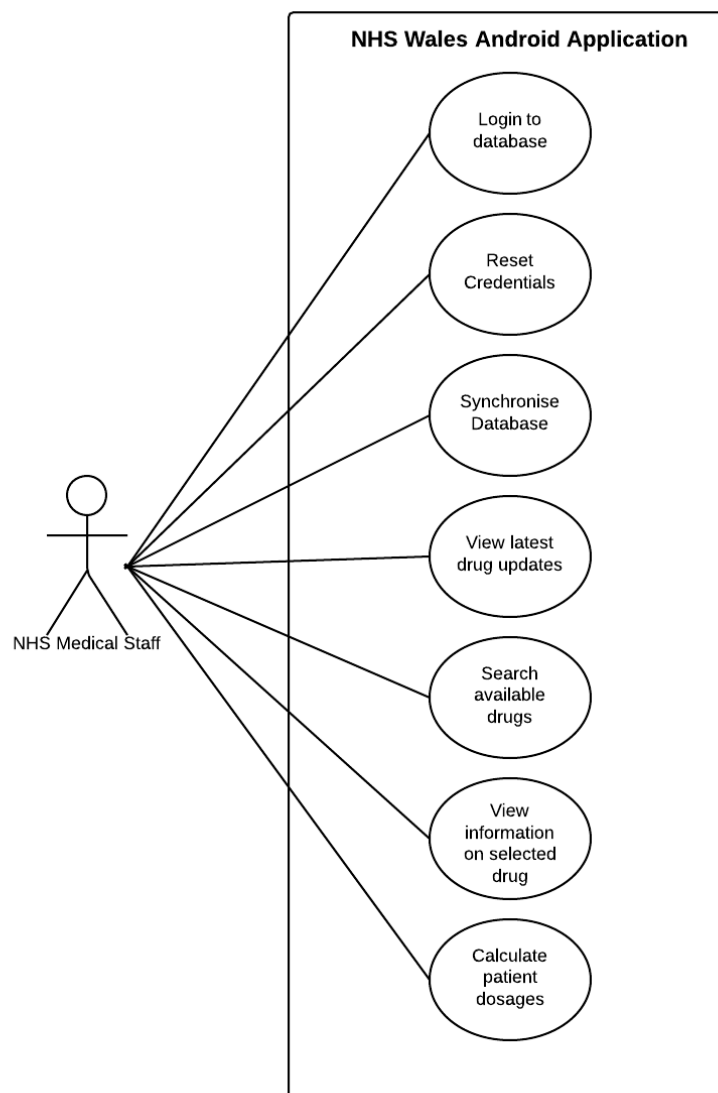 NHS Wales Android Application
Login to
database
Reset
Credentials
Synchronise
Database
View latest
drug updates
NHS Medical Staff
Search
available
drugs
View
information
on selected
drug
Calculate
patient
dosages